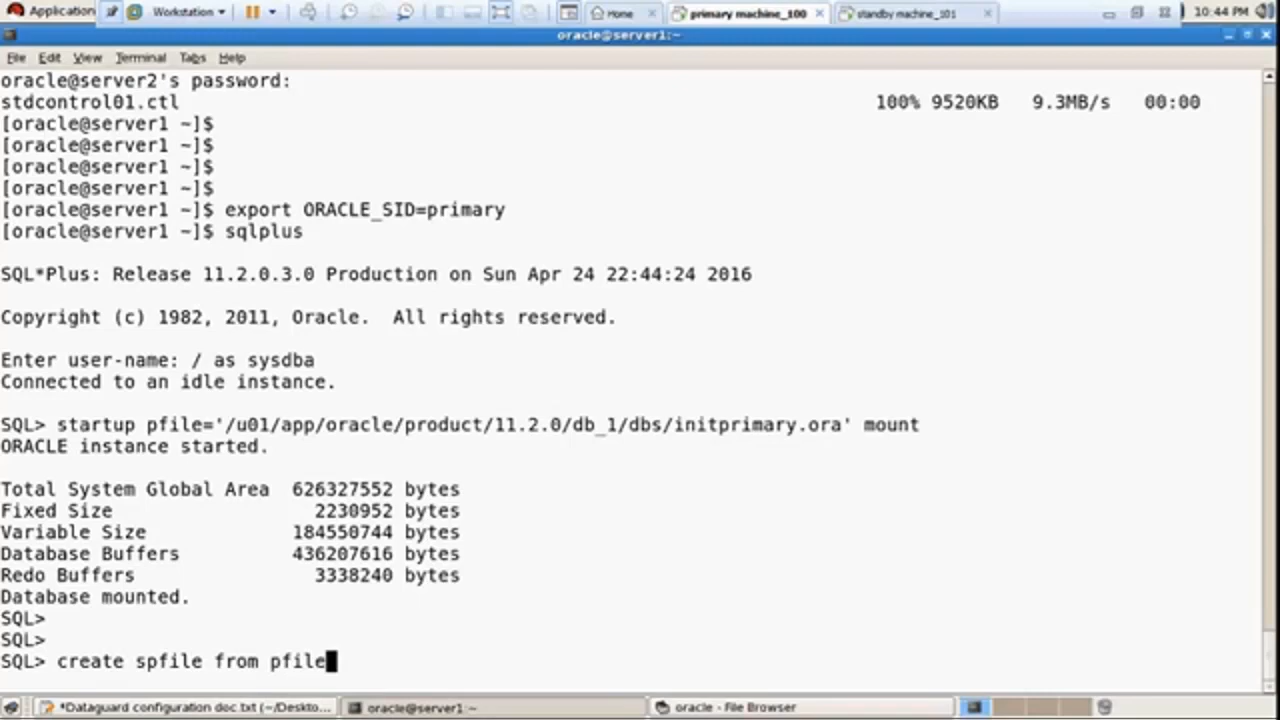 Application Workstation Home primary machine_100 standby machine_101 10:44 PM
oracle@server1:~
File Edit View Terminal Tabs Help
oracle@server2's password:
stdcontrol01.ctl 100% 9520KB 9.3MB/s 00:00
[oracle@server1 ~]$
[oracle@server1 ~]$
[oracle@server1 ~]$
[oracle@server1 ~]$
[oracle@server1 ~]$ export ORACLE_SID=primary
[oracle@server1 ~]$ sqlplus
SQL*Plus: Release 11.2.0.3.0 Production on Sun Apr 24 22:44:24 2016
Copyright (c) 1982, 2011, Oracle.  All rights reserved.
Enter user-name: / as sysdba
Connected to an idle instance.
SQL> startup pfile='/u01/app/oracle/product/11.2.0/db_1/dbs/initprimary.ora' mount
ORACLE instance started.
Total System Global Area  626327552 bytes
Fixed Size 2230952 bytes
Variable Size 184550744 bytes
Database Buffers 436207616 bytes
Redo Buffers 3338240 bytes
Database mounted.
SQL>
SQL>
SQL> create spfile from pfile
*Dataguard configuration doc.txt (~/Deskto... oracle@server1:~ oracle - File Browser